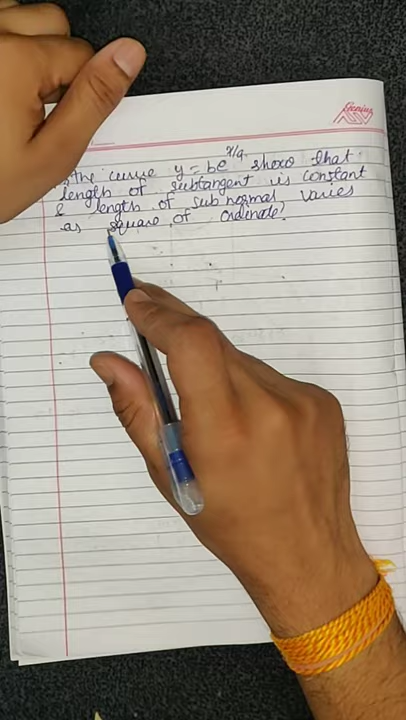 the curve y = be^x/a. show that
length of subtangent is constant
& length of sub normal varies
as square of ordinate?